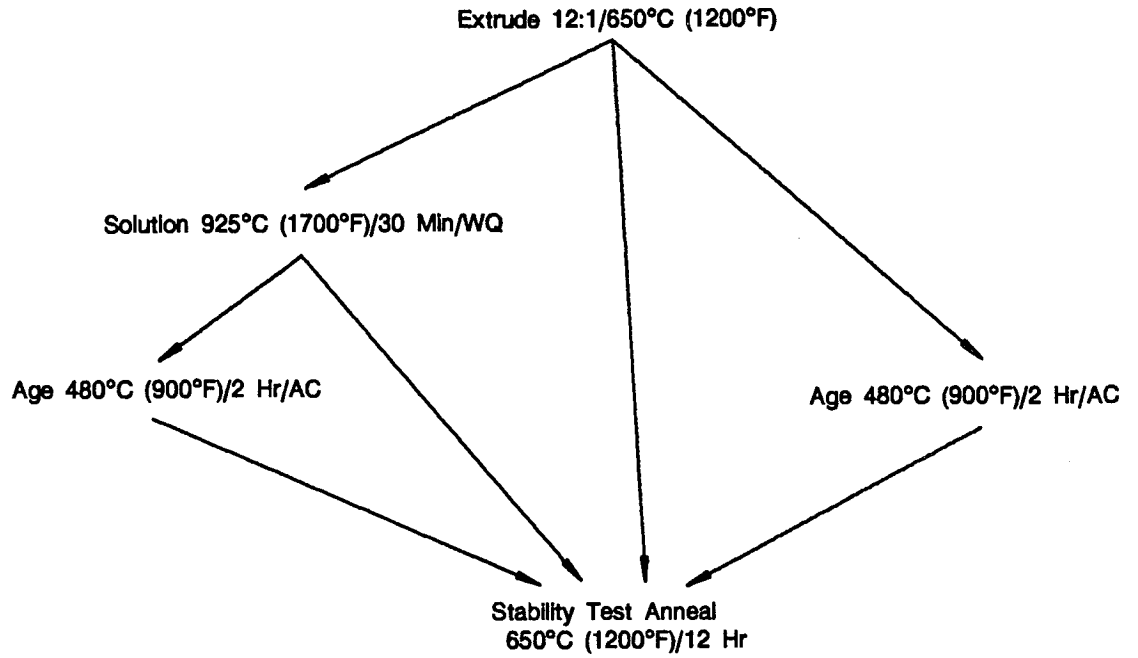 Extrude 12:1/650°C (1200°F)
Solution 925°C (1700°F)/30 Min/WQ
Age 480°C (900°F)/2 Hr/AC
Age 480°C (900°F)/2 Hr/AC
Stability Test Anneal
650°C (1200°F)/12 Hr